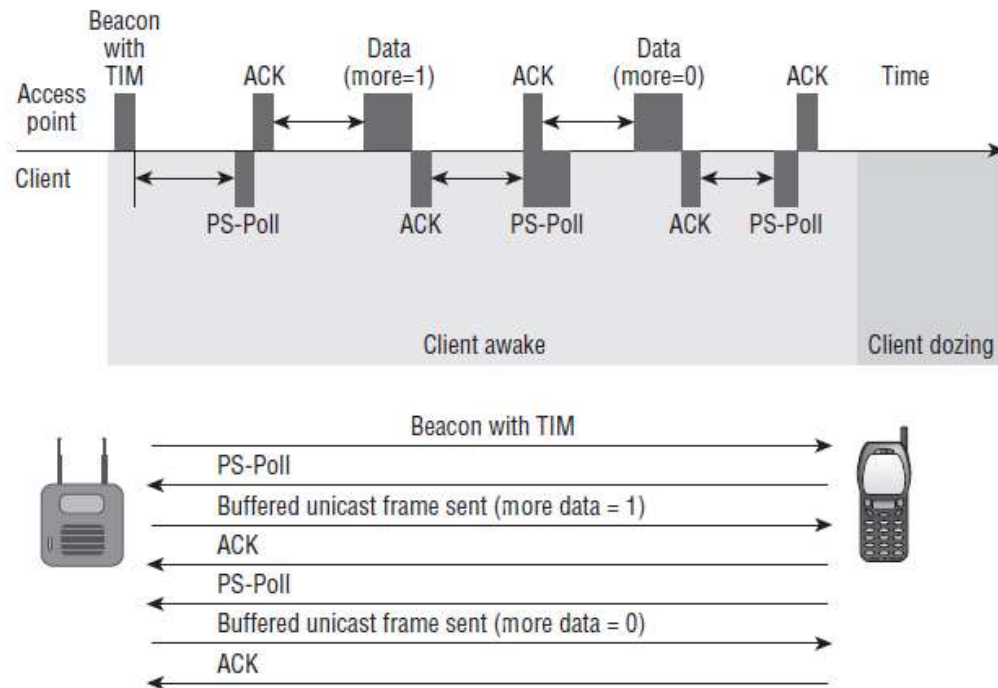 Beacon
with
TIM
ACK
Data
(more=1)
ACK
Data
(more=0)
ACK
Time
Access
point
Client
PS-Poll
ACK
PS-Poll
ACK
PS-Poll
Client awake
Client dozing
Beacon with TIM
PS-Poll
Buffered unicast frame sent (more data = 1)
ACK
PS-Poll
Buffered unicast frame sent (more data = 0)
ACK